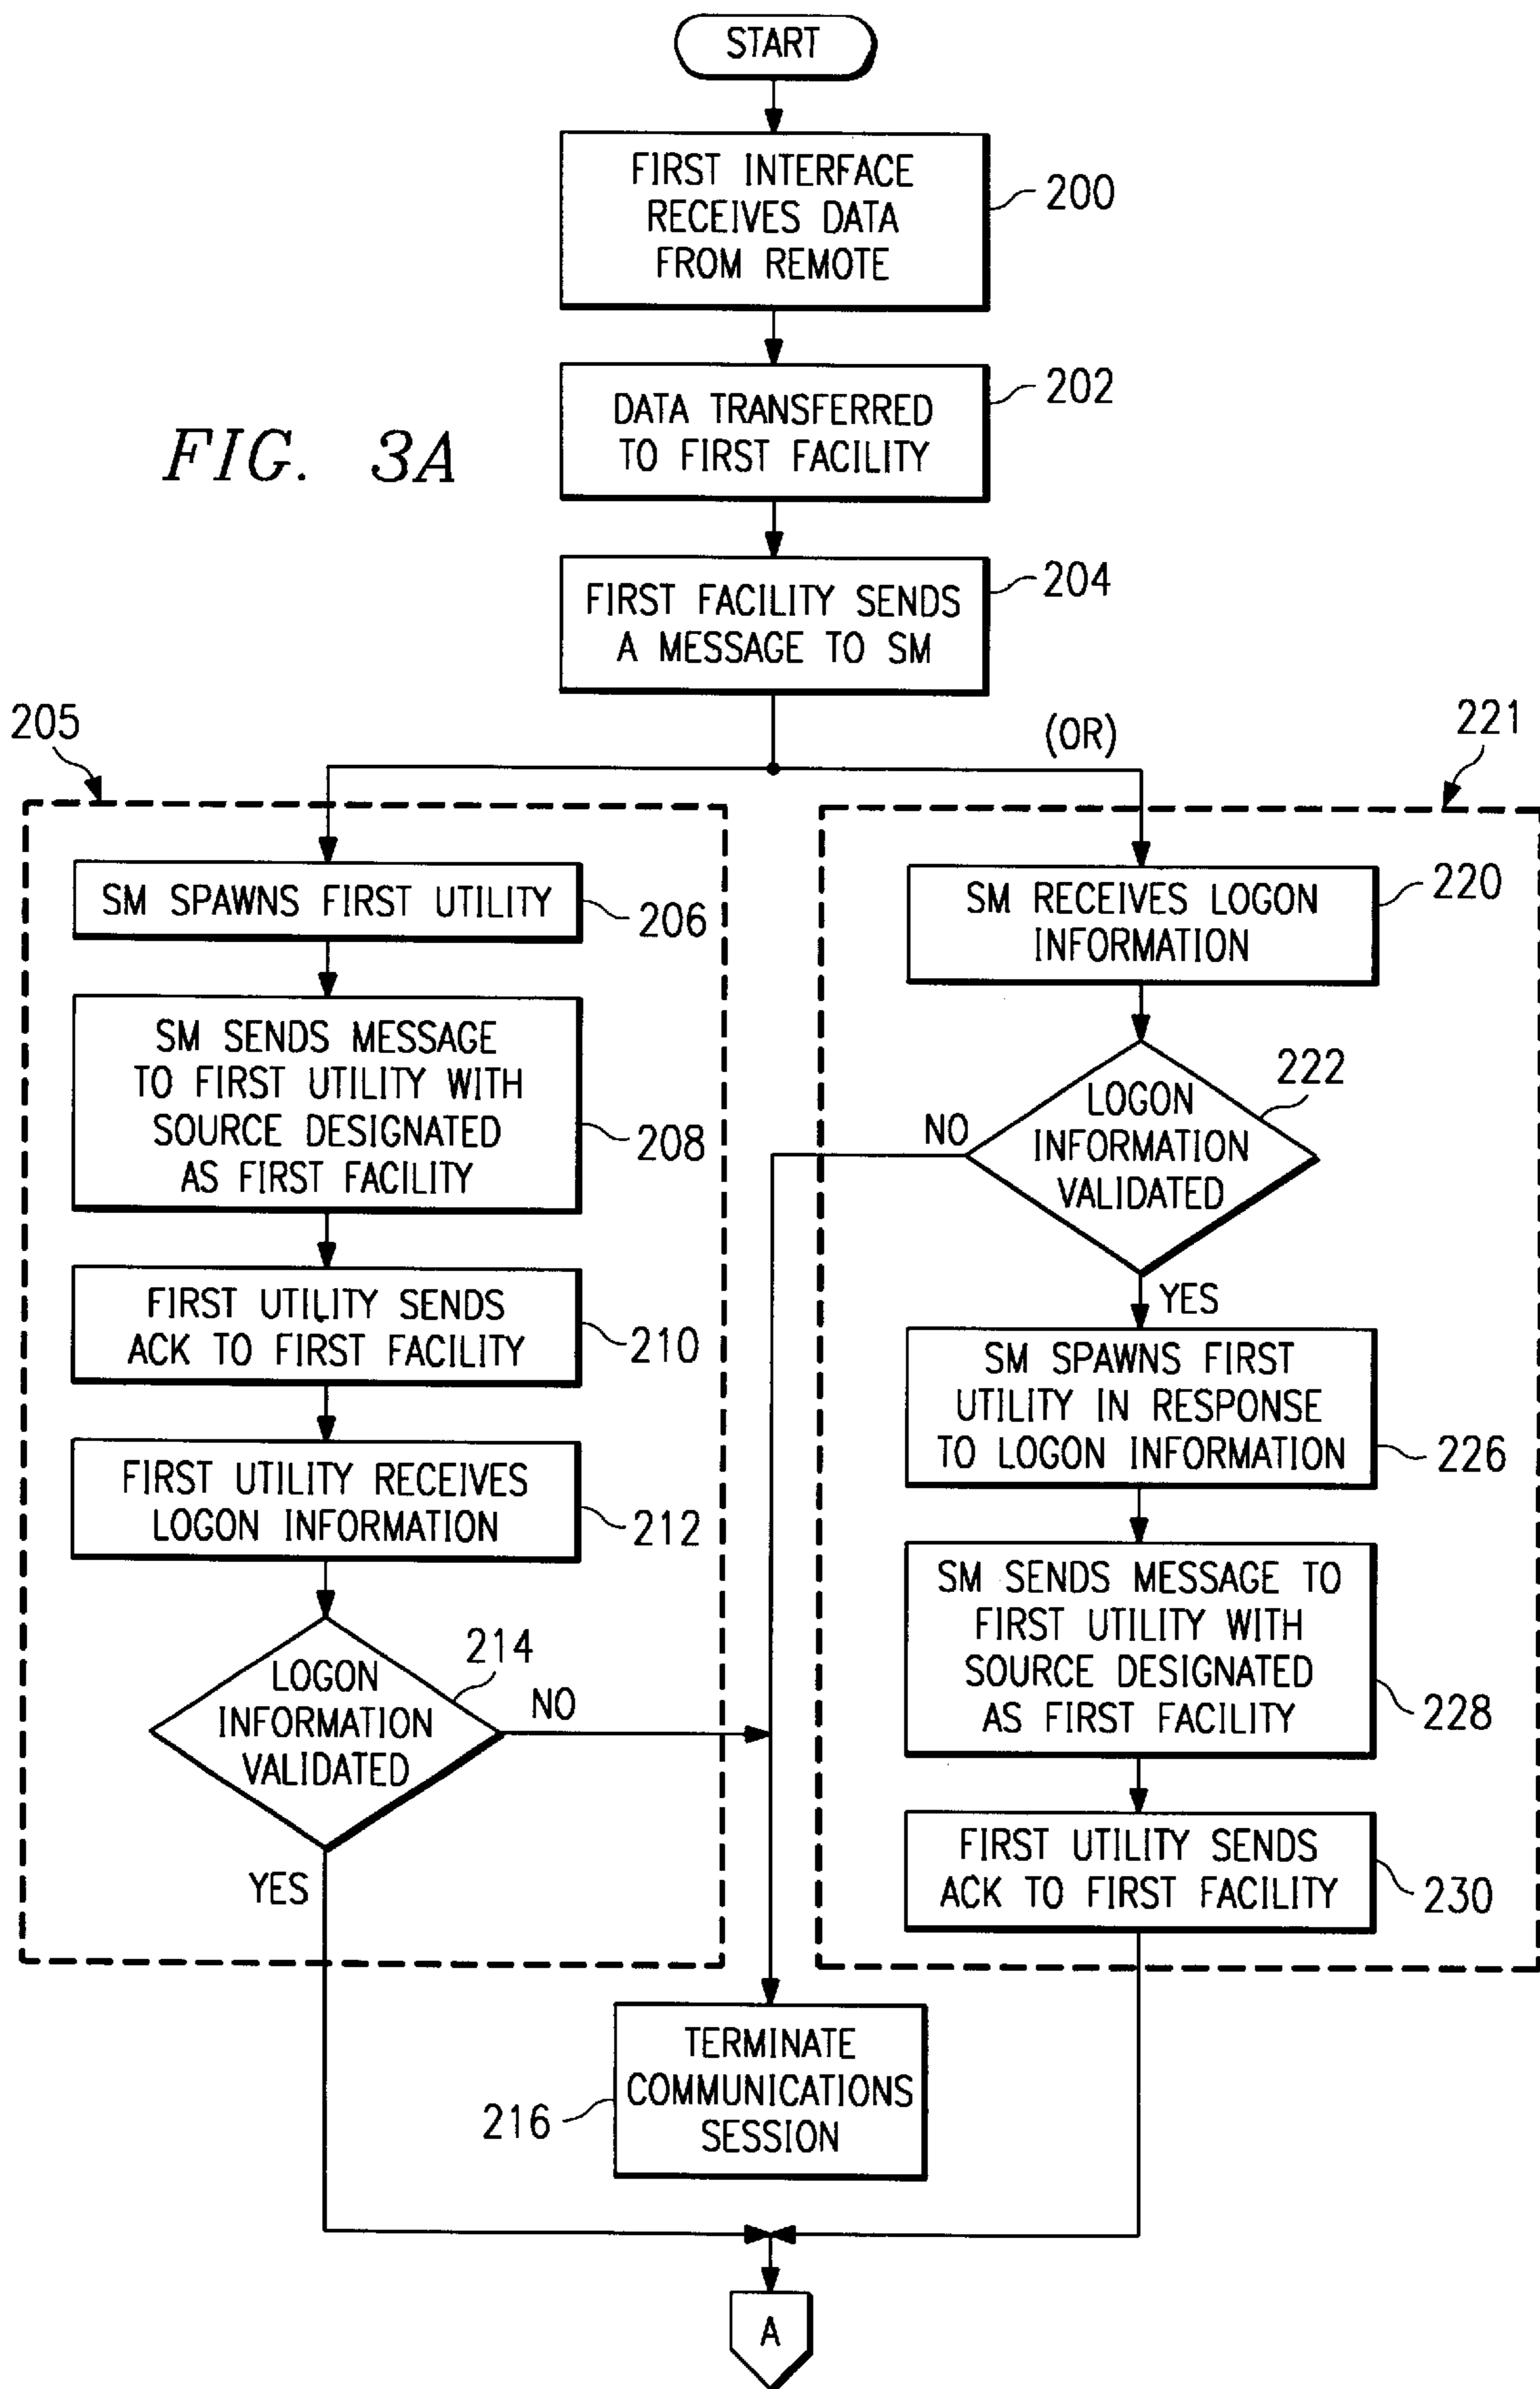 START
FIRST INTERFACE
RECEIVES DATA
FROM REMOTE
200
DATA TRANSFERRED
TO FIRST FACILITY
202
FIG. 3A
FIRST FACILITY SENDS
A MESSAGE TO SM
204
205
(OR)
221
SM SPAWNS FIRST UTILITY
206
SM SENDS MESSAGE
TO FIRST UTILITY WITH
SOURCE DESIGNATED
AS FIRST FACILITY
208
FIRST UTILITY SENDS
ACK TO FIRST FACILITY
210
FIRST UTILITY RECEIVES
LOGON INFORMATION
212
LOGON
INFORMATION
VALIDATED
214
NO
YES
SM RECEIVES LOGON
INFORMATION
220
LOGON
INFORMATION
VALIDATED
222
NO
YES
SM SPAWNS FIRST
UTILITY IN RESPONSE
TO LOGON INFORMATION
226
SM SENDS MESSAGE TO
FIRST UTILITY WITH
SOURCE DESIGNATED
AS FIRST FACILITY
228
FIRST UTILITY SENDS
ACK TO FIRST FACILITY
230
TERMINATE
COMMUNICATIONS
SESSION
216
A